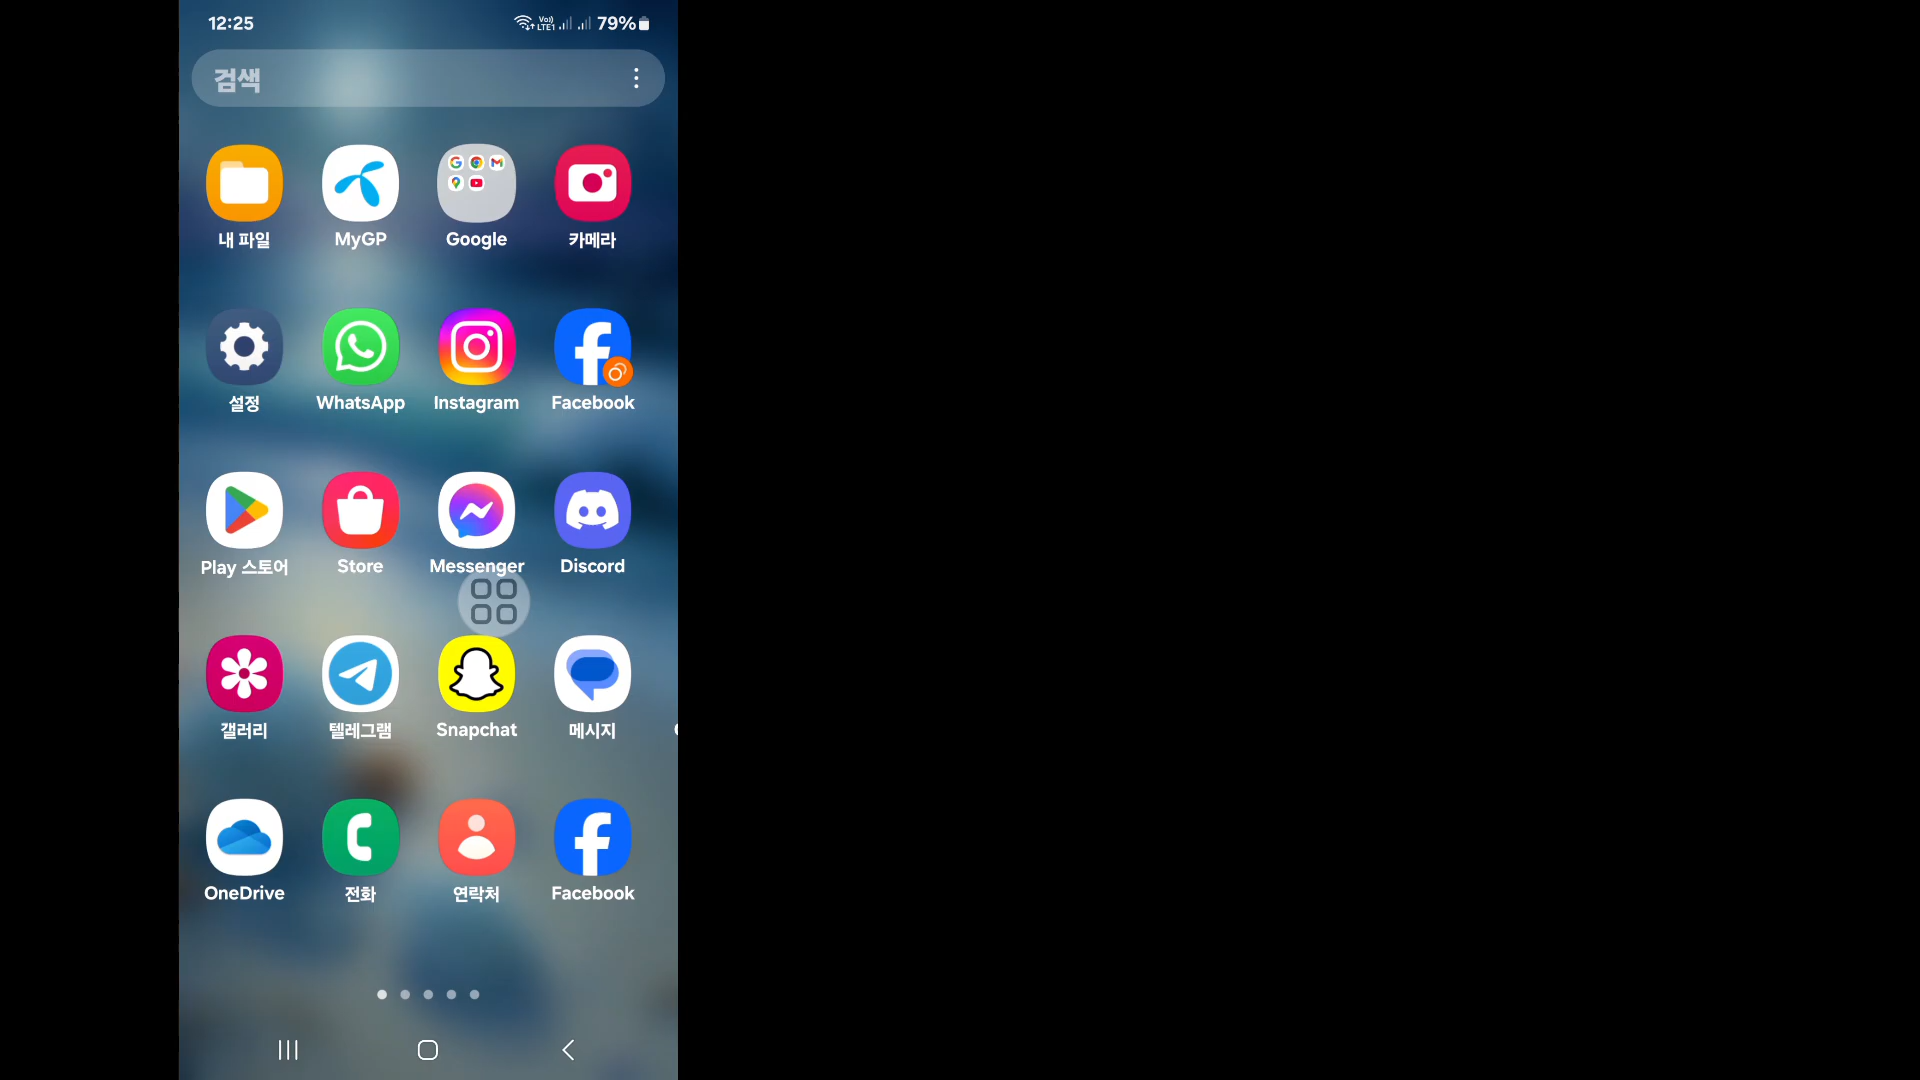 12:25
Vo))
LTE1
79%
검색
내 파일
MyGP
Google
카메라
설정
WhatsApp
Instagram
Facebook
Play 스토어
Store
Messenger
Discord
갤러리
텔레그램
Snapchat
메시지
OneDrive
전화
연락처
Facebook